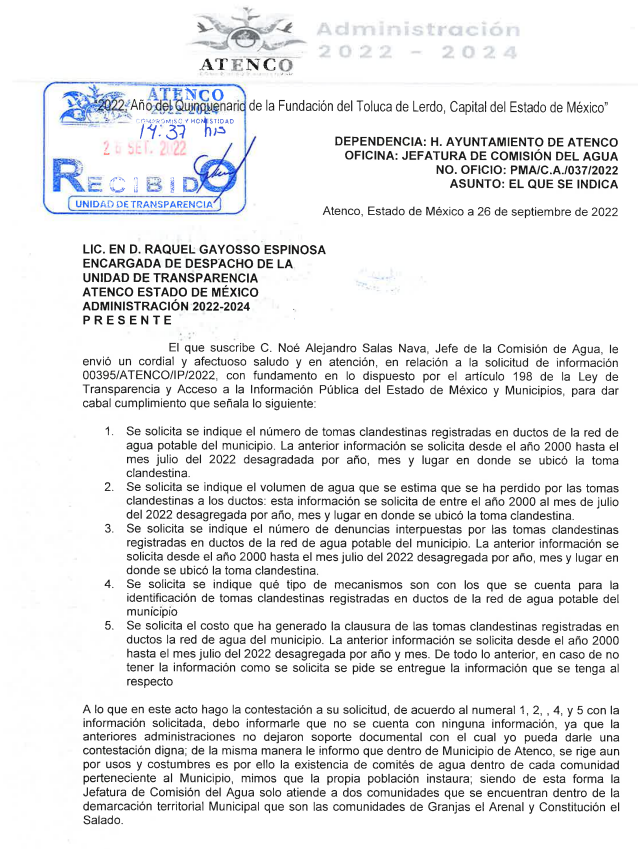 Administración
2022 - 2024
ATENCO
ATENCO
2022-2024
COMPROMISO Y HONESTIDAD
"2022. Año del Quinquenario de la Fundación del Toluca de Lerdo, Capital del Estado de México"
14:37 hrs
26 SET. 2022
RECIBIDO
UNIDAD DE TRANSPARENCIA
DEPENDENCIA: H. AYUNTAMIENTO DE ATENCO
OFICINA: JEFATURA DE COMISIÓN DEL AGUA
NO. OFICIO: PMA/C.A./037/2022
ASUNTO: EL QUE SE INDICA
Atenco, Estado de México a 26 de septiembre de 2022
LIC. EN D. RAQUEL GAYOSSO ESPINOSA
ENCARGADA DE DESPACHO DE LA
UNIDAD DE TRANSPARENCIA
ATENCO ESTADO DE MÉXICO
ADMINISTRACIÓN 2022-2024
P R E S E N T E
El que suscribe C. Noé Alejandro Salas Nava, Jefe de la Comisión de Agua, le
envió un cordial y afectuoso saludo y en atención, en relación a la solicitud de información
00395/ATENCO/IP/2022, con fundamento en lo dispuesto por el artículo 198 de la Ley de
Transparencia y Acceso a la Información Pública del Estado de México y Municipios, para dar
cabal cumplimiento que señala lo siguiente:
1. Se solicita se indique el número de tomas clandestinas registradas en ductos de la red de
agua potable del municipio. La anterior información se solicita desde el año 2000 hasta el
mes julio del 2022 desagradada por año, mes y lugar en donde se ubicó la toma
clandestina.
2. Se solicita se indique el volumen de agua que se estima que se ha perdido por las tomas
clandestinas a los ductos: esta información se solicita de entre el año 2000 al mes de julio
del 2022 desagregada por año, mes y lugar en donde se ubicó la toma clandestina.
3. Se solicita se indique el número de denuncias interpuestas por las tomas clandestinas
registradas en ductos de la red de agua potable del municipio. La anterior información se
solicita desde el año 2000 hasta el mes julio del 2022 desagregada por año, mes y lugar en
donde se ubico la toma clandestina.
4. Se solicita se indique qué tipo de mecanismos son con los que se cuenta para la
identificación de tomas clandestinas registradas en ductos de la red de agua potable del
municipio
5. Se solicita el costo que ha generado la clausura de las tomas clandestinas registradas en
ductos la red de agua del municipio. La anterior información se solicita desde el año 2000
hasta el mes julio del 2022 desagregada por año y mes. De todo lo anterior, en caso de no
tener la información como se solicita se pide se entregue la información que se tenga al
respecto
A lo que en este acto hago la contestación a su solicitud, de acuerdo al numeral 1, 2, , 4, y 5 con la
información solicitada, debo informarle que no se cuenta con ninguna información, ya que la
anteriores administraciones no dejaron soporte documental con el cual yo pueda darle una
contestación digna; de la misma manera le informo que dentro de Municipio de Atenco, se rige aun
por usos y costumbres es por ello la existencia de comités de agua dentro de cada comunidad
perteneciente al Municipio, mimos que la propia población instaura; siendo de esta forma la
Jefatura de Comisión del Agua solo atiende a dos comunidades que se encuentran dentro de la
demarcación territorial Municipal que son las comunidades de Granjas el Arenal y Constitución el
Salado.